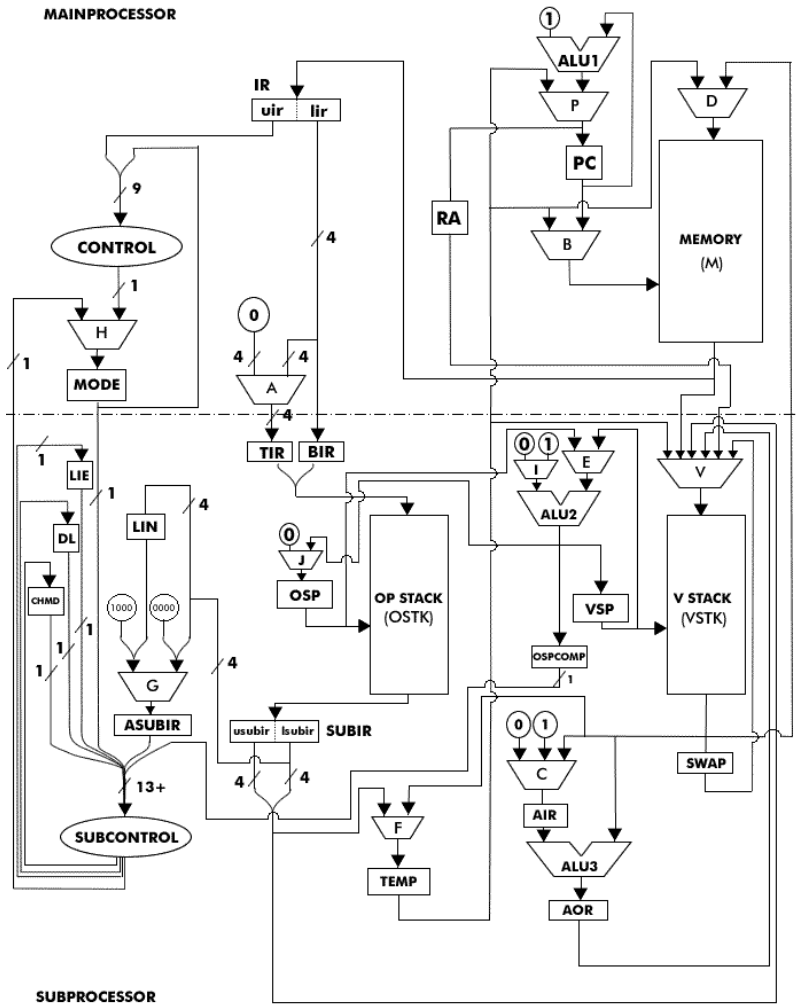 MAINPROCESSOR
1
ALU1
IR
uir lir
P
D
PC
9
RA
CONTROL
4
B
MEMORY
(M)
1
H
0
1
MODE
4
4
A
4
TIR
BIR
1
LIE
1
0
1
E
V
I
4
ALU2
LIN
DL
0
J
OP STACK
(OSTK)
V STACK
(VSTK)
OSP
VSP
CHMD
1000
0000
1
1
1
4
OSPCOMP
1
G
ASUBIR
usubir lsubir
SUBIR
0
1
SWAP
4
4
C
13+
AIR
F
SUBCONTROL
ALU3
TEMP
AOR
SUBPROCESSOR